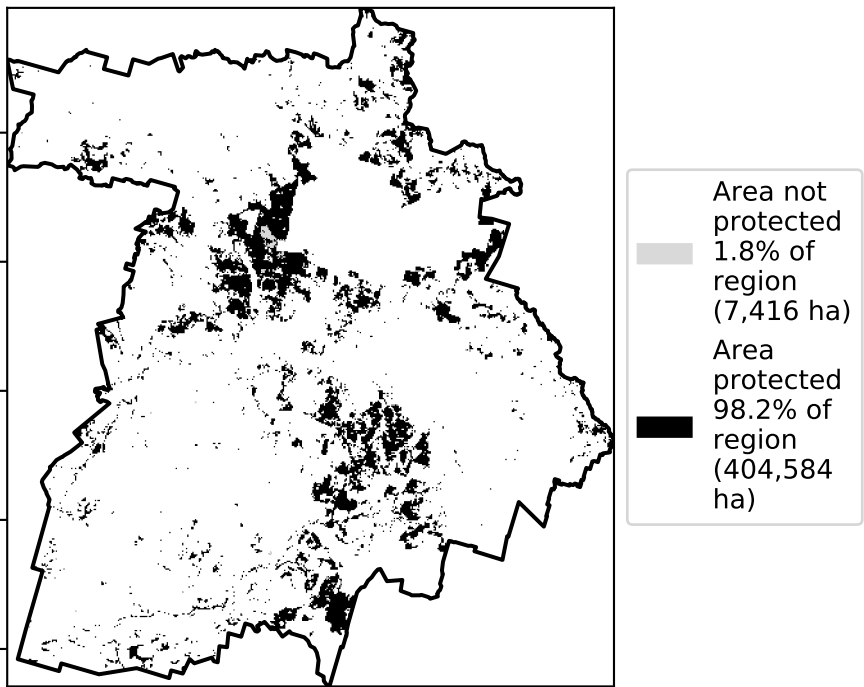 Area not
protected
1.8% of
region
(7,416 ha)
Area
protected
98.2% of
region
(404,584
ha)